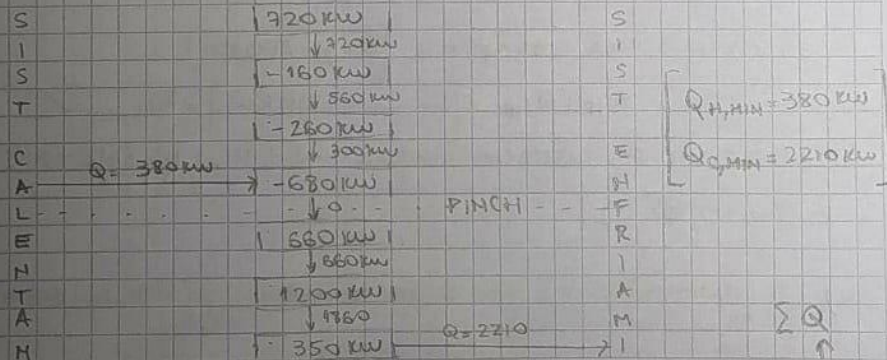 S 720 KW S
I ↓ 720 KW I
S -160 KW S
T ↓ 560 KW T Q H,MIN = 380 KW
-260 KW
C ↓ 300 KW E Q C,MIN = 2210 KW
A Q = 380 KW -680 KW N
L ↓ 0 PINCH F
E 660 KW R
N ↓ 660 KW I
T 1200 KW A
A ↓ 1860 M ΣQ
M 350 KW Q = 2210 I